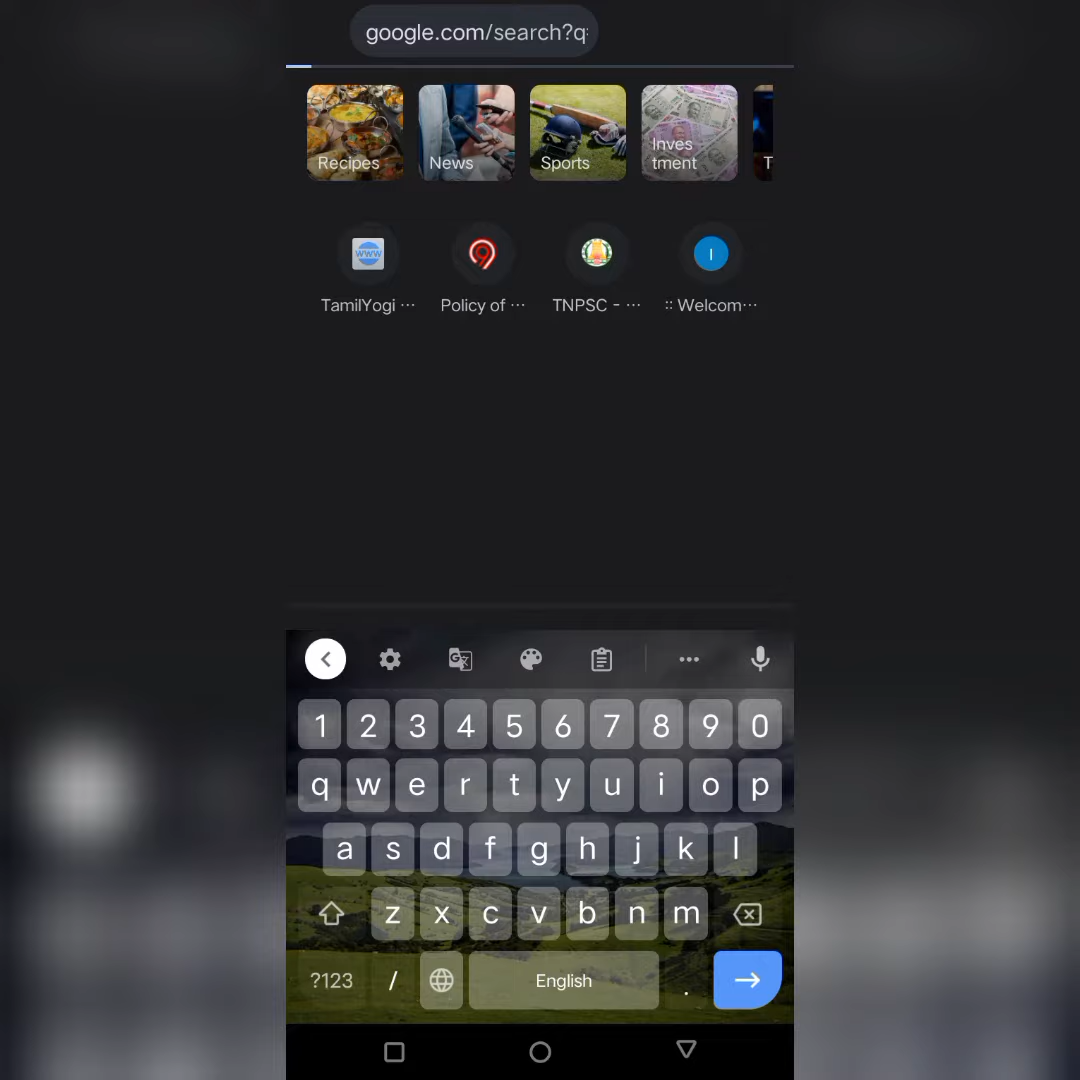 google.com/search?q
Recipes
News
Sports
Inves
tment
T
www
I
TamilYogi ...
Policy of ...
TNPSC - ...
:: Welcom...
1 2 3 4 5 6 7 8 9 0
q w e r t y u i o p
a s d f g h j k l
z x c v b n m
?123 / English .